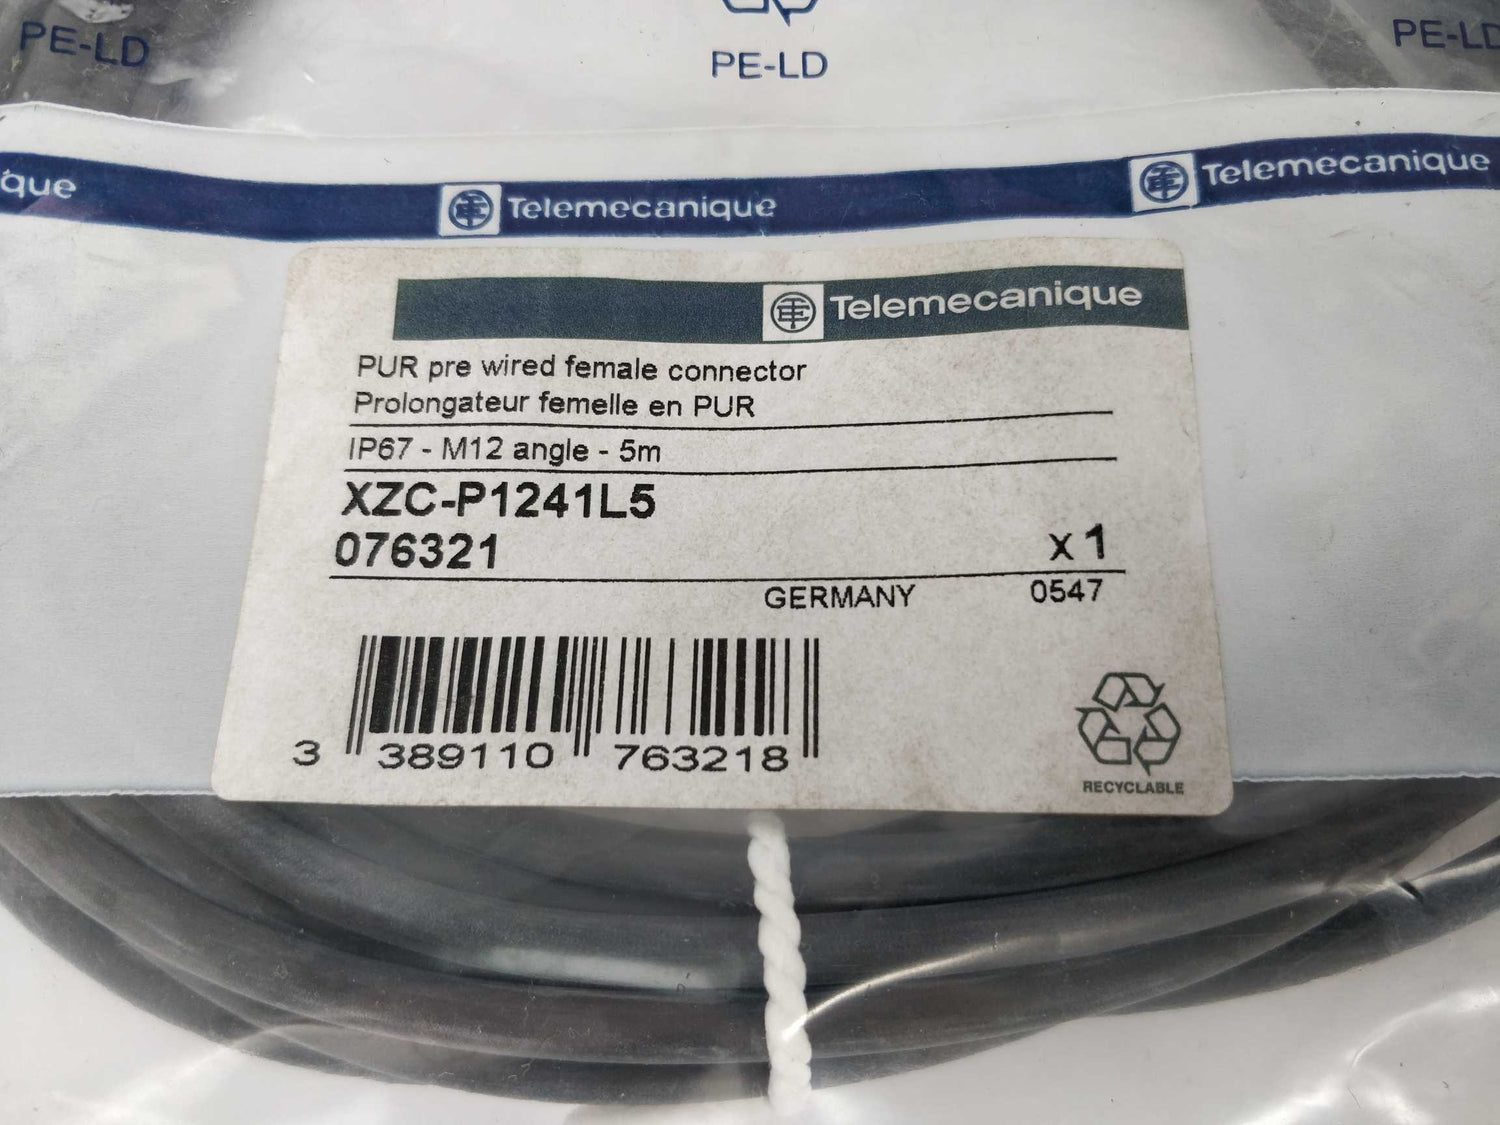 PE-LD
PE-LD
PE-LD
que
Telemecanique
Telemecanique
Telemecanique
PUR pre wired female connector
Prolongateur femelle en PUR
IP67 - M12 angle - 5m
XZC-P1241L5
076321
x 1
GERMANY
0547
3 389110 763218
RECYCLABLE